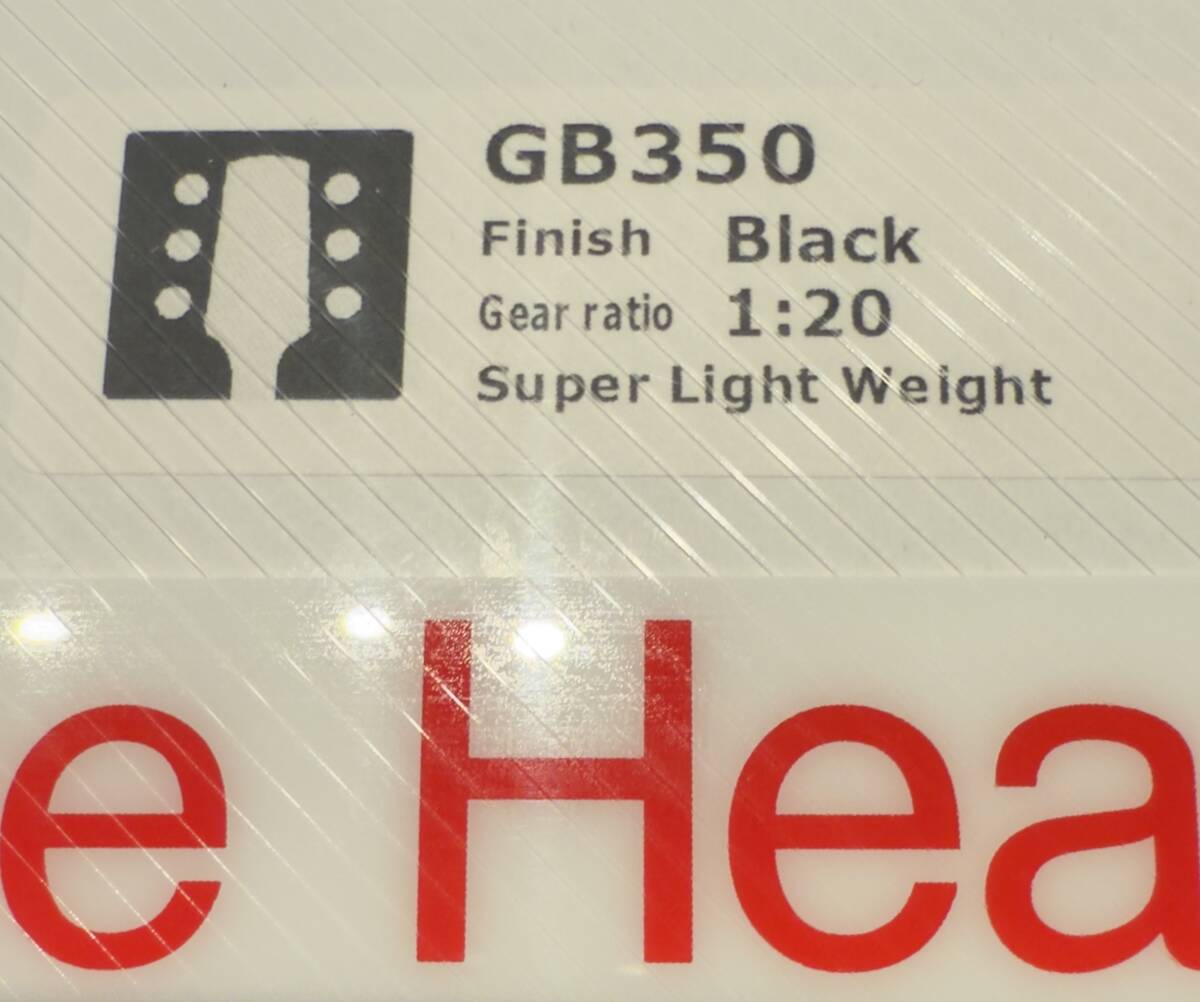 GB350
Finish Black
Gear ratio 1:20
Super Light Weight
e Hea